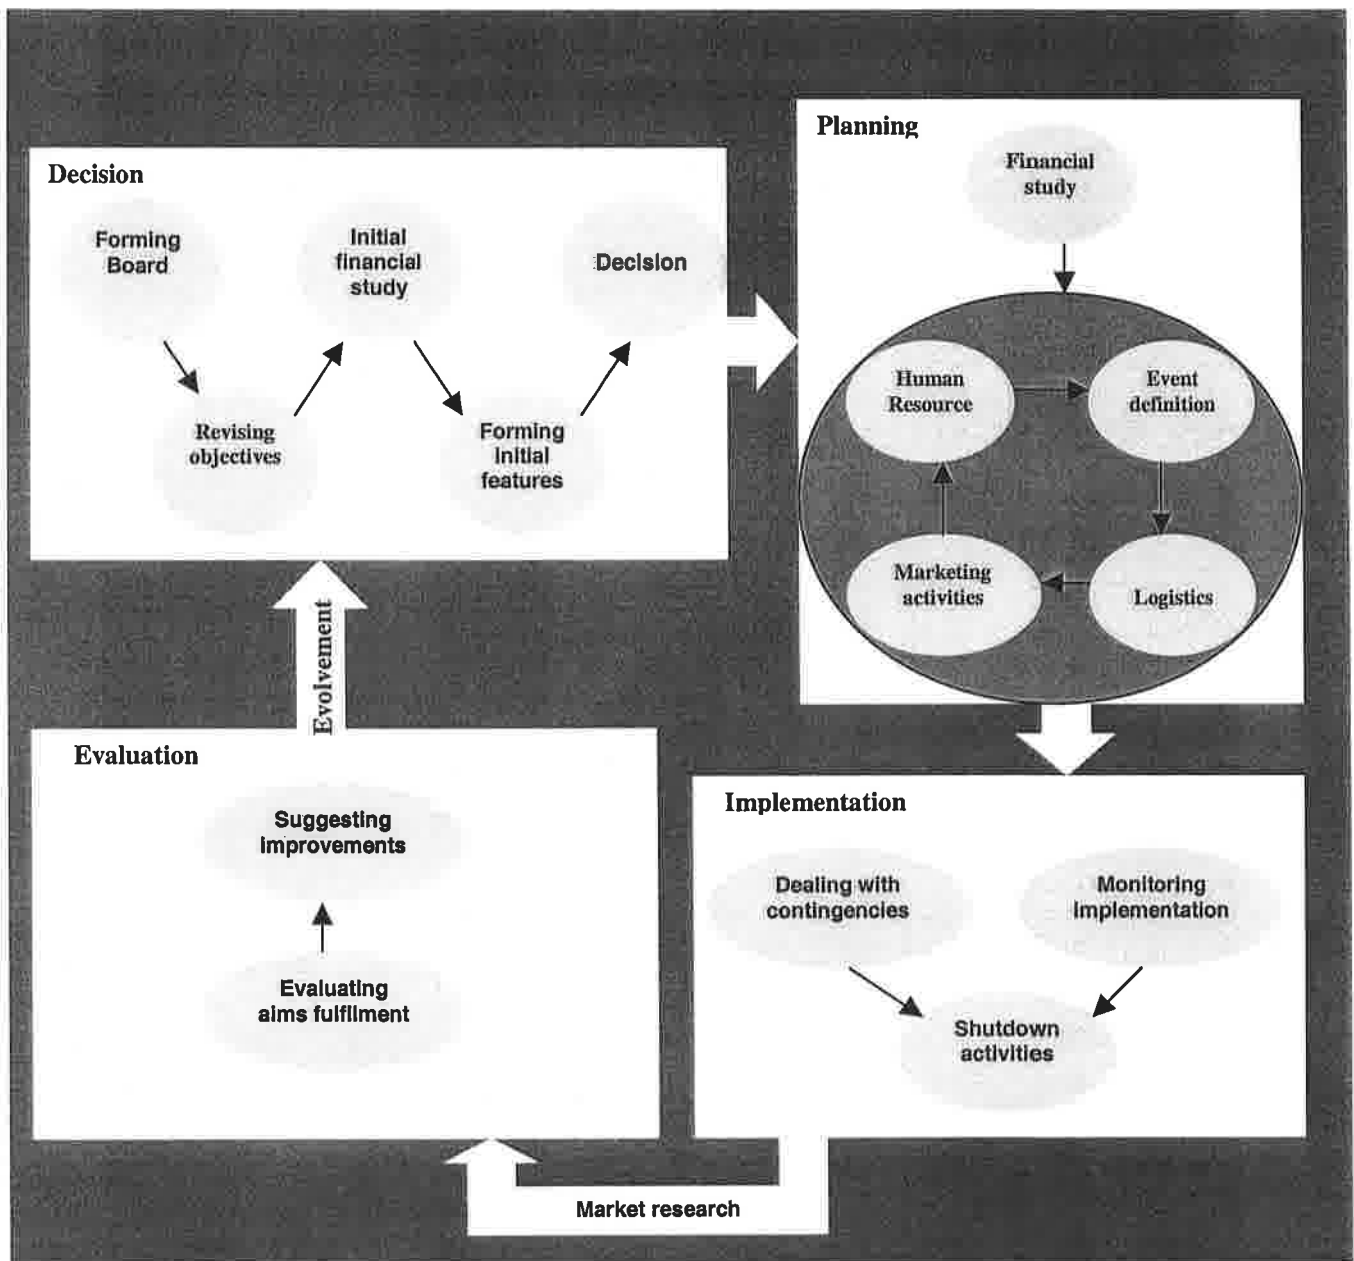 Planning
Financial
study
Decision
Forming
Board
Initial
financial
study
Decision
Revising
objectives
Forming
initial
features
Human
Resource
Event
definition
Marketing
activities
Logistics
Evolvement
Evaluation
Suggesting
improvements
Evaluating
aims fulfilment
Implementation
Dealing with
contingencies
Monitoring
implementation
Shutdown
activities
Market research